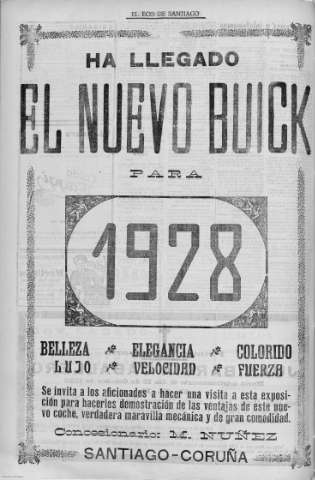 EL ECO DE SANTIAGO
HA LLEGADO
EL NUEVO BUICK
PARA
1928
BELLEZA ELEGANCIA COLORIDO
LUJO VELOCIDAD FUERZA
Se invita a los aficionados a hacer una visita a esta exposi-
ción para hacerles demostración de las ventajas de este nue-
vo coche, verdadera maravilla mecánica y de gran comodidad.
Concesionario: M. NUÑEZ
SANTIAGO-CORUÑA